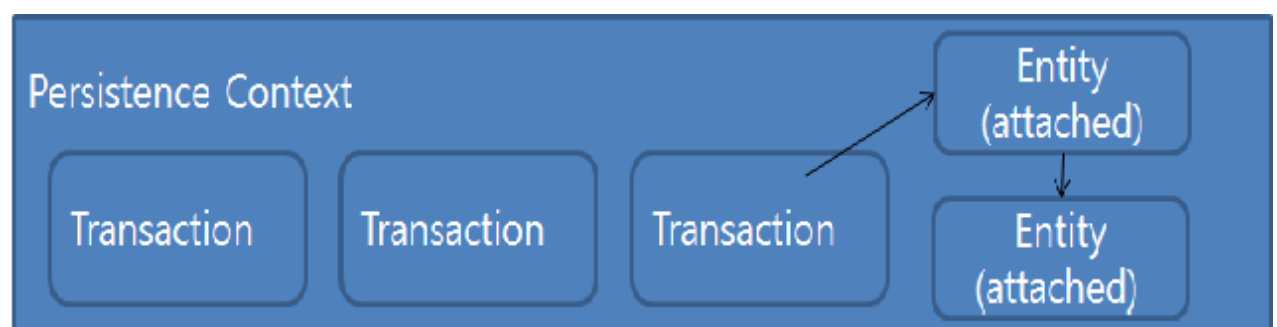 Persistence Context
Entity
(attached)
Transaction
Transaction
Transaction
Entity
(attached)